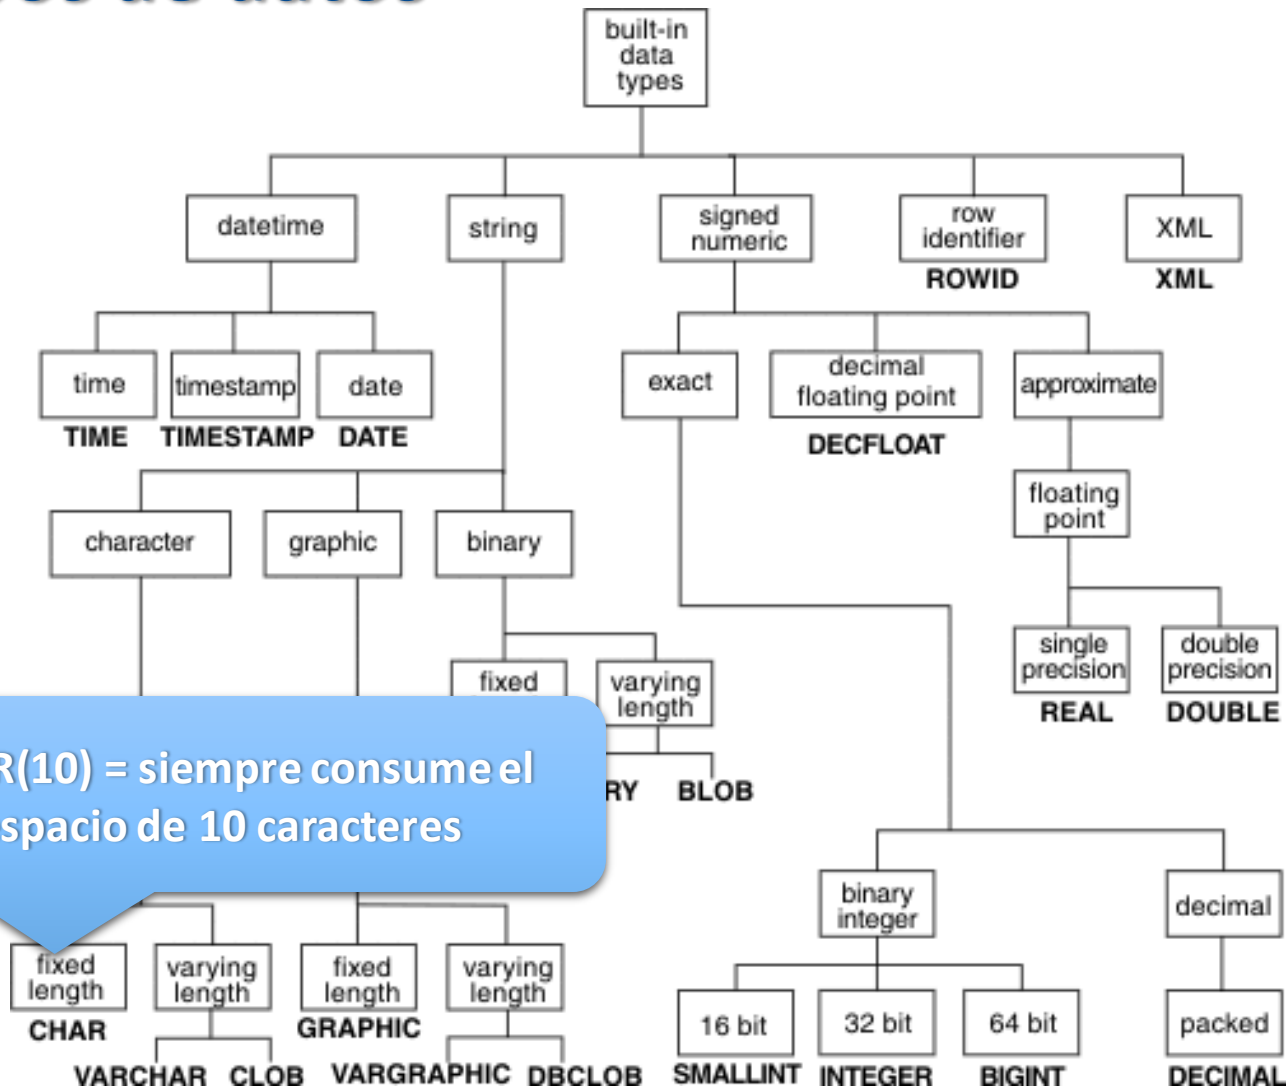 built-in
data
types
datetime
string
signed
numeric
row
identifier
XML
ROWID
XML
time
timestamp
date
exact
decimal
floating point
approximate
TIME
TIMESTAMP
DATE
DECFLOAT
floating
point
character
graphic
binary
single
precision
double
precision
fixed
varying
length
REAL
DOUBLE
R(10) = siempre consume el
spacio de 10 caracteres
RY
BLOB
binary
integer
decimal
fixed
length
varying
length
fixed
length
varying
length
CHAR
GRAPHIC
16 bit
32 bit
64 bit
packed
VARCHAR
CLOB
VARGRAPHIC
DBCLOB
SMALLINT
INTEGER
BIGINT
DECIMAL